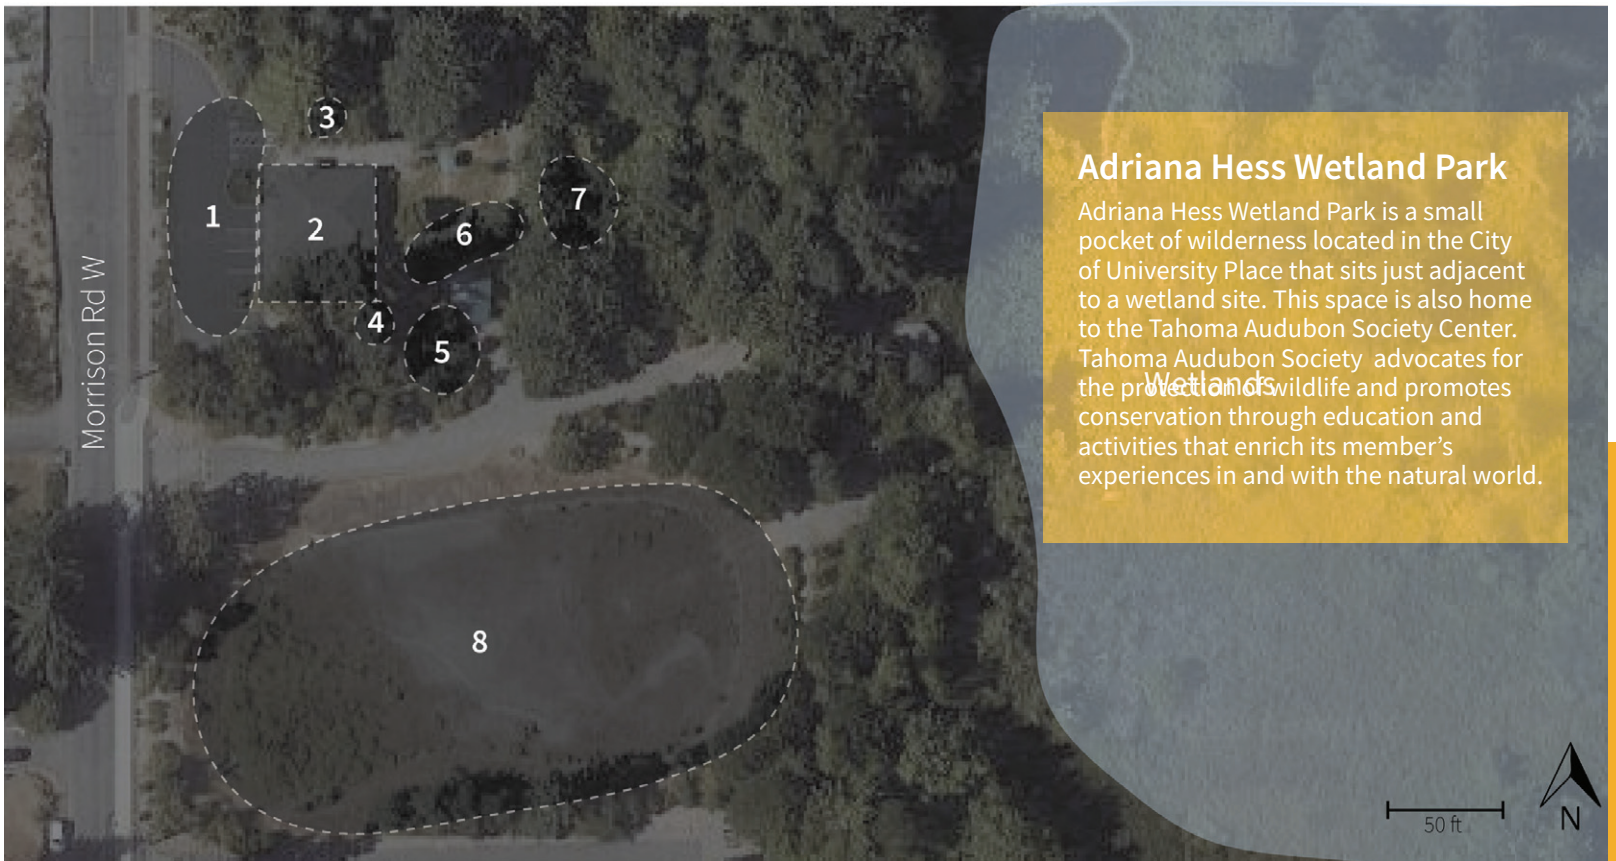 3
7
1
2
6
4
5
8
Morrison Rd W
Adriana Hess Wetland Park
Adriana Hess Wetland Park is a small
pocket of wilderness located in the City
of University Place that sits just adjacent
to a wetland site. This space is also home
to the Tahoma Audubon Society Center.
Tahoma Audubon Society  advocates for
the protection of wildlife and promotes
conservation through education and
activities that enrich its member’s
experiences in and with the natural world.
Wetlands
50 ft
N